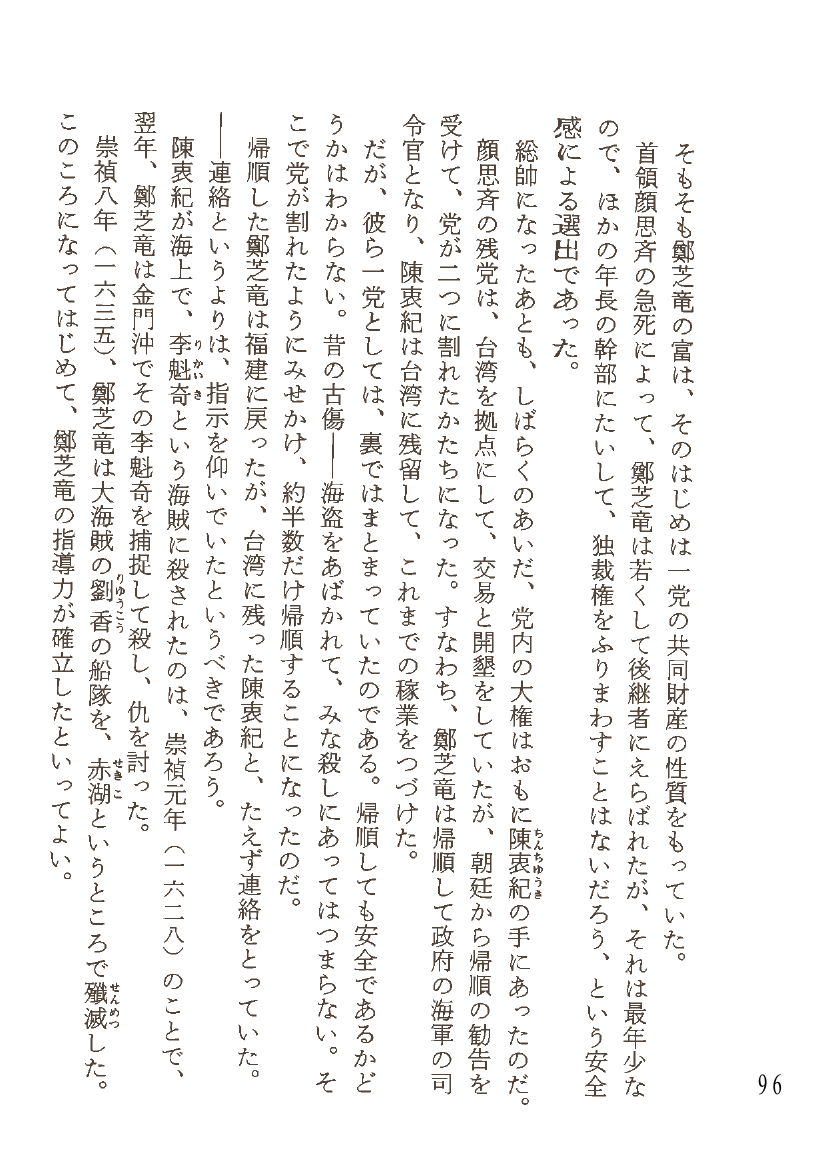 そもそも鄭芝竜の富は、そのはじめは一党の共同財産の性質をもっていた。
首領顔思斉の急死によって、鄭芝竜は若くして後継者にえらばれたが、それは最年少な
ので、ほかの年長の幹部にたいして、独裁権をふりまわすことはないだろう、という安全
感による選出であった。
総帥になったあとも、しばらくのあいだ、党内の大権はおもに陳衷紀の手にあったのだ。
ちんちゆうき
顔思斉の残党は、台湾を拠点にして、交易と開墾をしていたが、朝廷から帰順の勧告を
受けて、党が二つに割れたかたちになった。すなわち、鄭芝竜は帰順して政府の海軍の司
令官となり、陳衷紀は台湾に残留して、これまでの稼業をつづけた。
だが、彼ら一党としては、裏ではまとまっていたのである。帰順しても安全であるかど
うかはわからない。昔の古傷――海盗をあばかれて、みな殺しにあってはつまらない。そ
こで党が割れたようにみせかけ、約半数だけ帰順することになったのだ。
帰順した鄭芝竜は福建に戻ったが、台湾に残った陳衷紀と、たえず連絡をとっていた。
――連絡というよりは、指示を仰いでいたというべきであろう。
陳衷紀が海上で、李魁奇という海賊に殺されたのは、崇禎元年（一六二八）のことで、
りかいき
翌年、鄭芝竜は金門沖でその李魁奇を捕捉して殺し、仇を討った。
崇禎八年（一六三五）、鄭芝竜は大海賊の劉香の船隊を、赤湖というところで殲滅した。
りゆうこう
せきこ
せんめつ
このころになってはじめて、鄭芝竜の指導力が確立したといってよい。
96